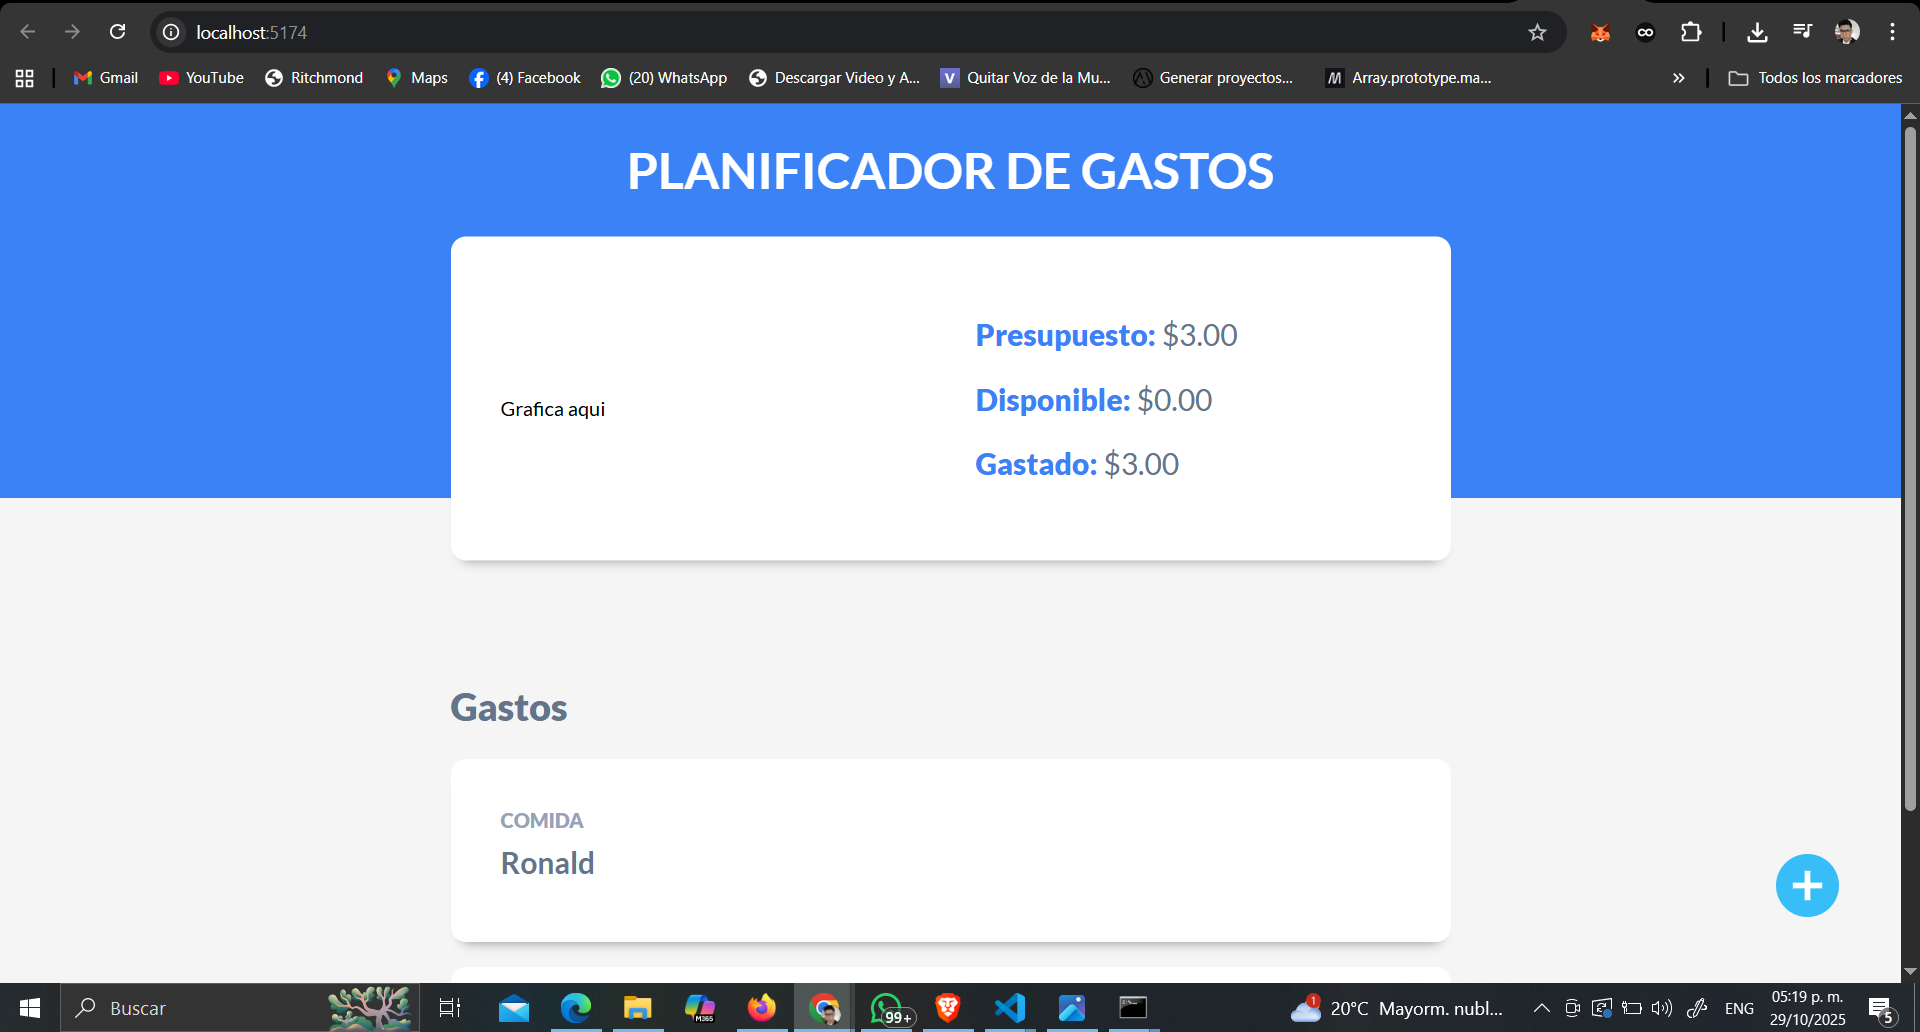 localhost:5174
Gmail
YouTube
Ritchmond
Maps
(4) Facebook
(20) WhatsApp
Descargar Video y A...
Quitar Voz de la Mu...
Generar proyectos...
Array.prototype.ma...
Todos los marcadores
PLANIFICADOR DE GASTOS
Grafica aqui
Presupuesto: $3.00
Disponible: $0.00
Gastado: $3.00
Gastos
COMIDA
Ronald
Buscar
M365
99+
1
20°C Mayorm. nubl...
ENG
05:19 p. m.
29/10/2025
5